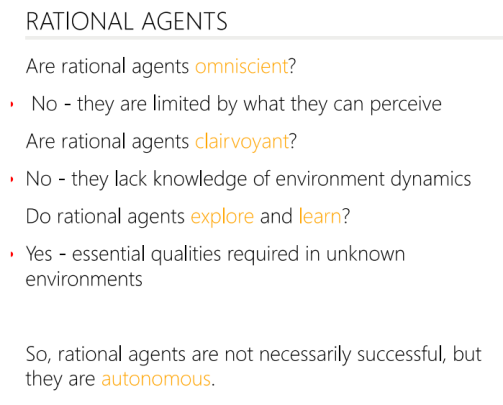 RATIONAL AGENTS
Are rational agents omniscient?
No - they are limited by what they can perceive
Are rational agents clairvoyant?
No - they lack knowledge of environment dynamics
Do rational agents explore and learn?
Yes - essential qualities required in unknown
environments
So, rational agents are not necessarily successful, but
they are autonomous.